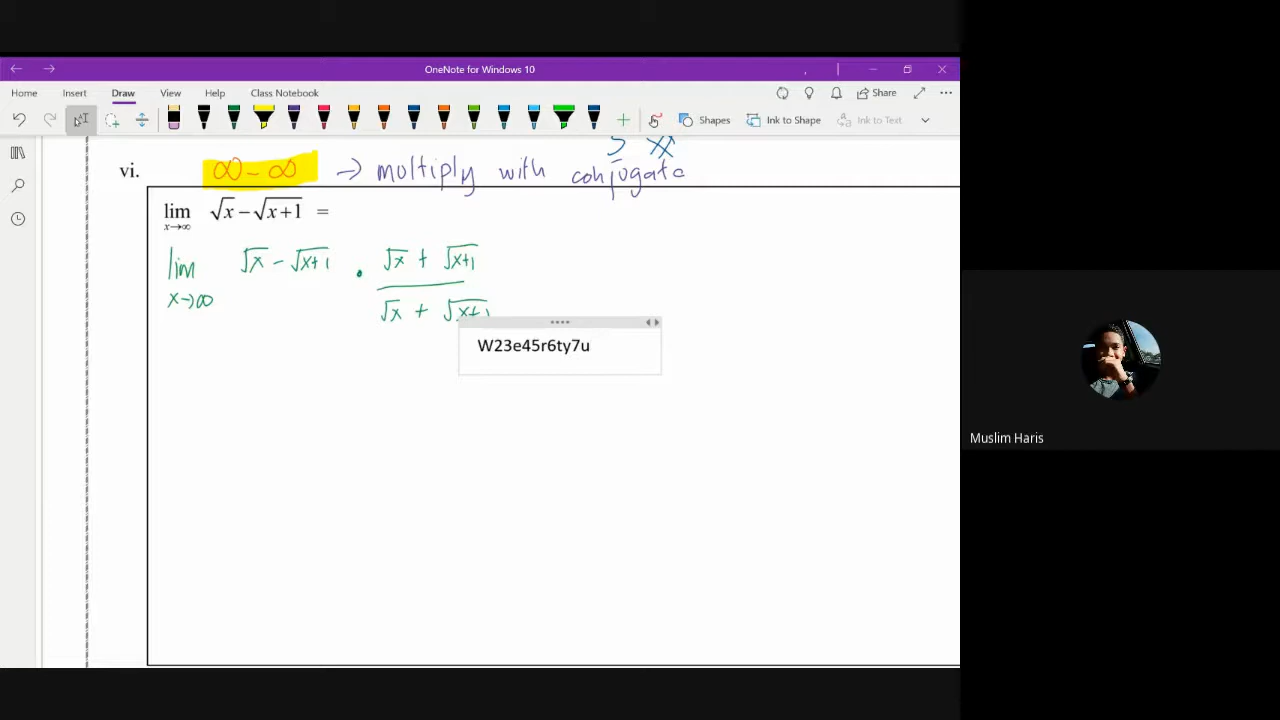 OneNote for Windows 10
Home Insert Draw View Help Class Notebook Share
Shapes Ink to Shape Ink to Text
vi. ∞ - ∞ → multiply with conjugate
lim x→∞ √x − √x+1 =
lim x→∞ √x − √x+1 · √x + √x+1
√x + √x+1
W23e45r6ty7u
Muslim Haris